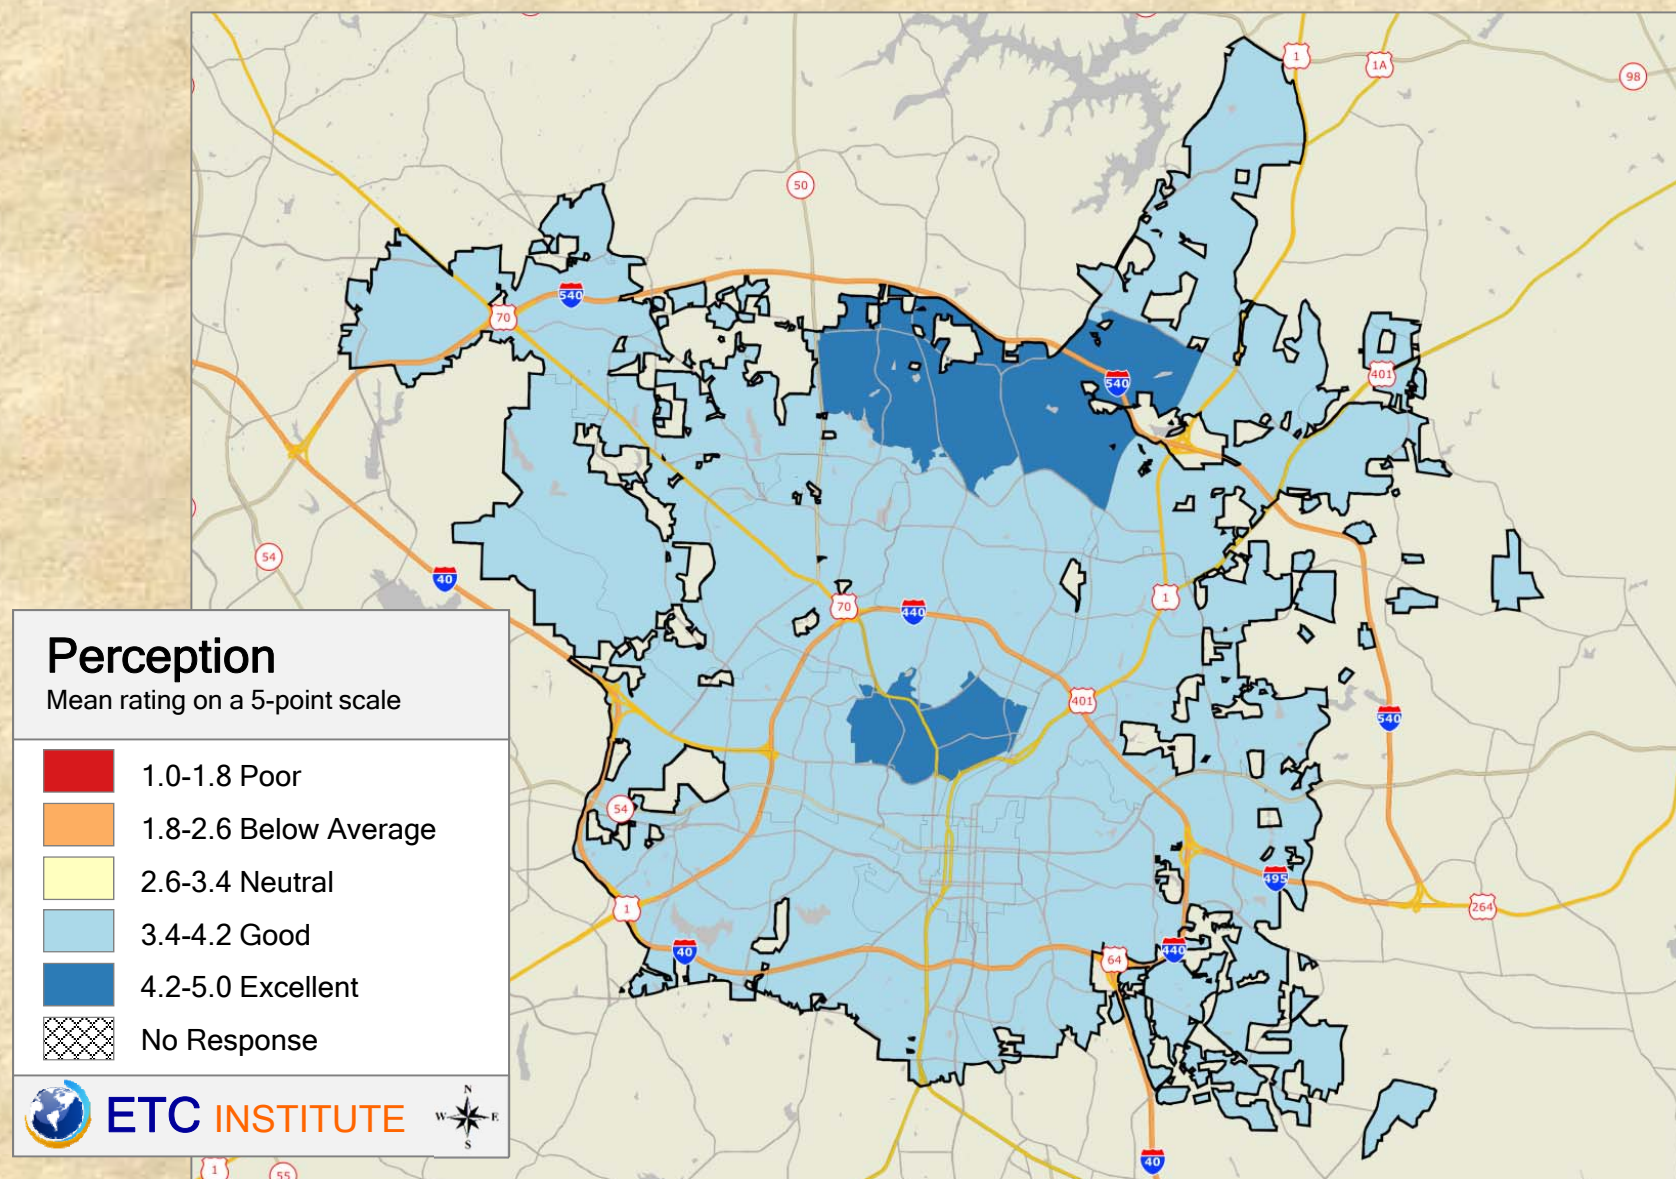 1
1A
98
50
540
70
540
401
54
40
70
440
1
401
540
54
495
264
1
40
440
64
40
1
55
Perception
Mean rating on a 5-point scale
1.0-1.8 Poor
1.8-2.6 Below Average
2.6-3.4 Neutral
3.4-4.2 Good
4.2-5.0 Excellent
No Response
ETC INSTITUTE
N
W E
S